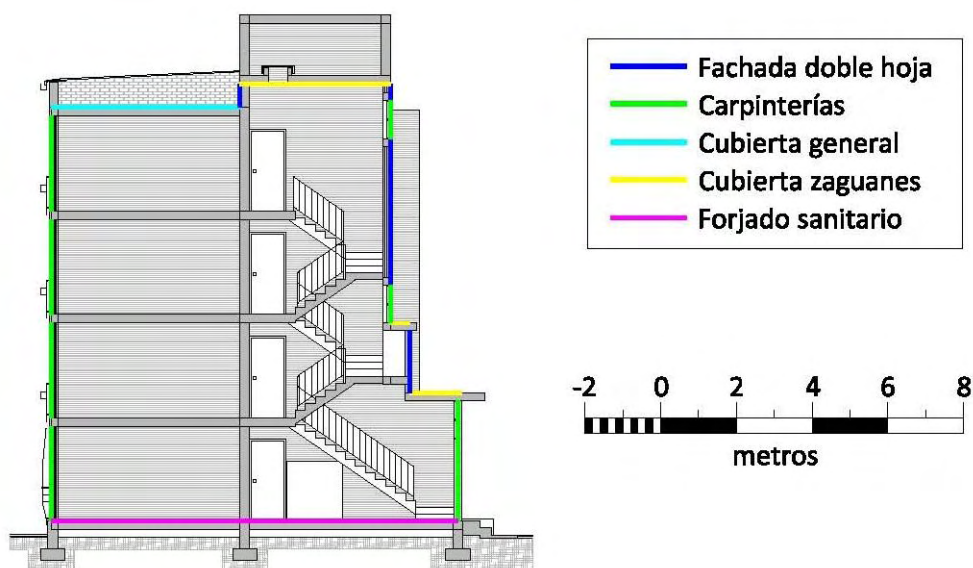 Fachada doble hoja
Carpinterías
Cubierta general
Cubierta zaguanes
Forjado sanitario
-2 0 2 4 6 8
metros